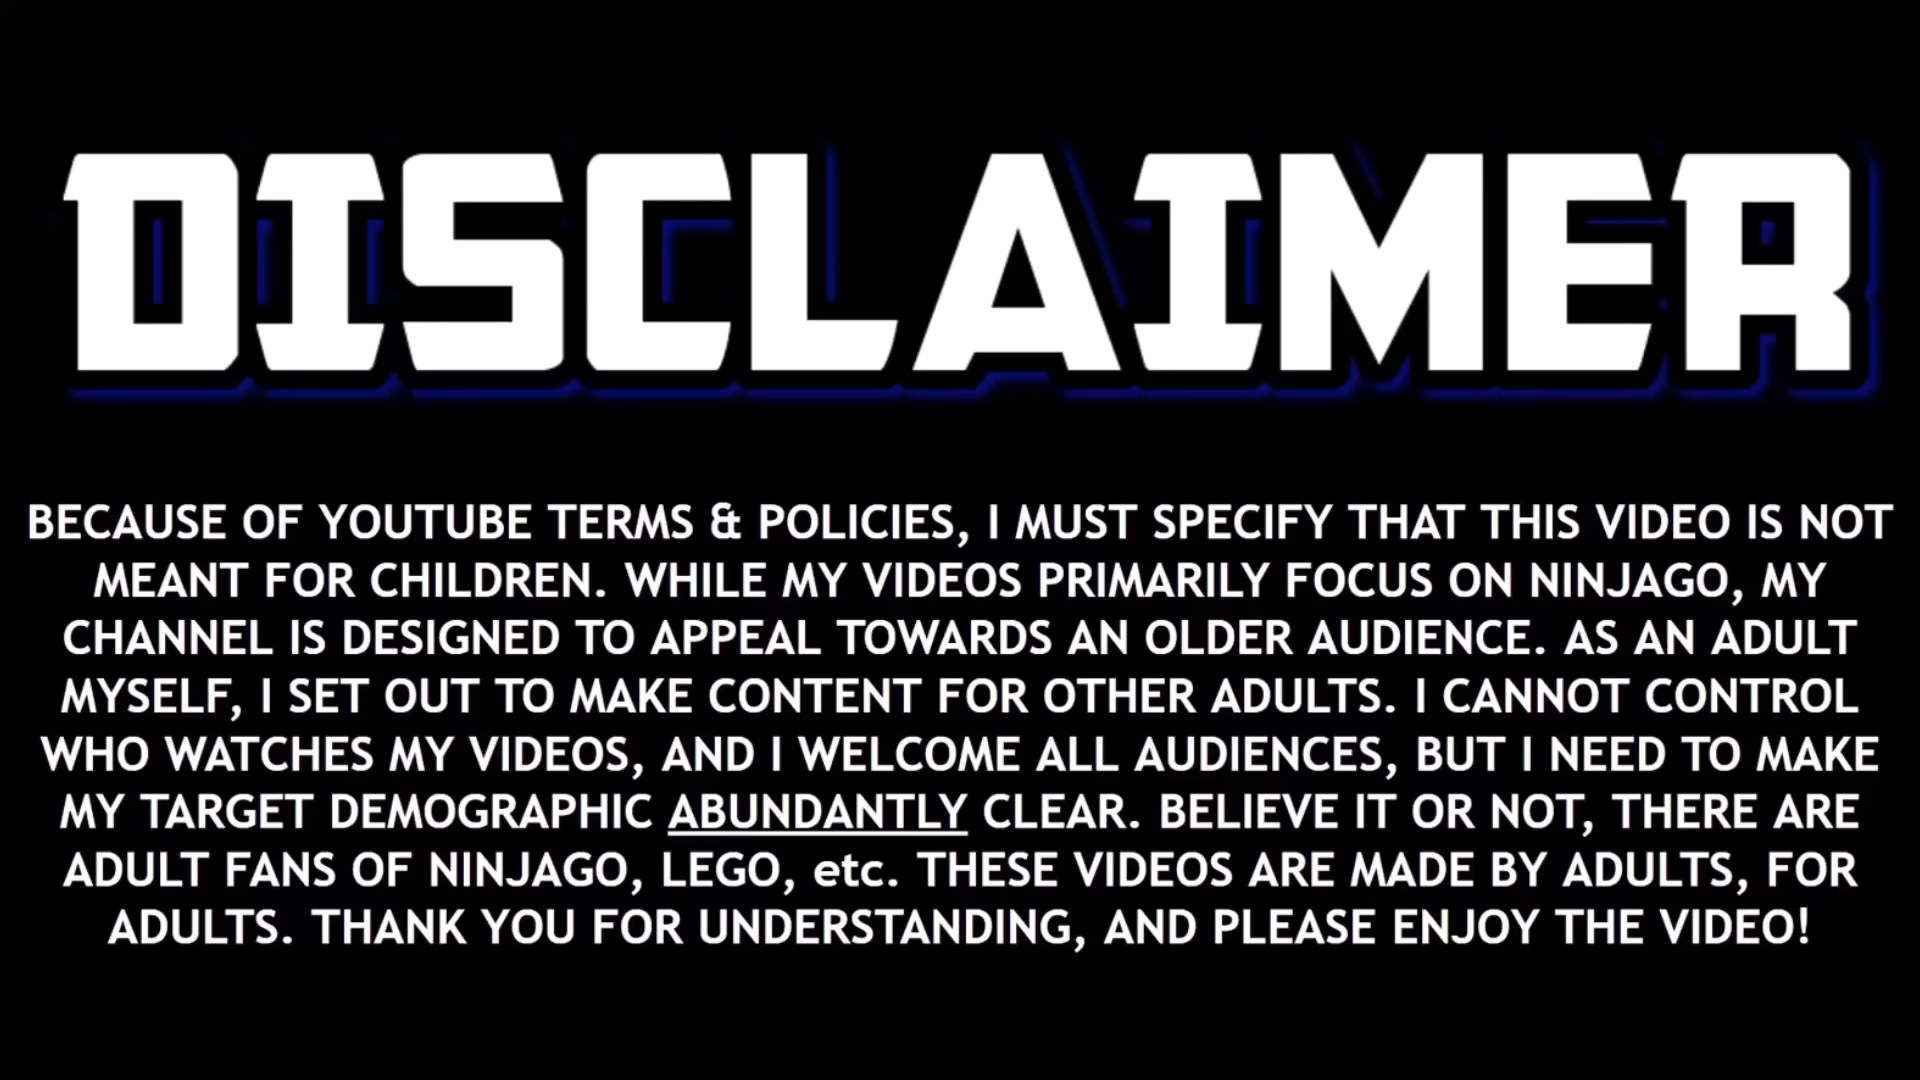 DISCLAIMER
BECAUSE OF YOUTUBE TERMS & POLICIES, I MUST SPECIFY THAT THIS VIDEO IS NOT
MEANT FOR CHILDREN. WHILE MY VIDEOS PRIMARILY FOCUS ON NINJAGO, MY
CHANNEL IS DESIGNED TO APPEAL TOWARDS AN OLDER AUDIENCE. AS AN ADULT
MYSELF, I SET OUT TO MAKE CONTENT FOR OTHER ADULTS. I CANNOT CONTROL
WHO WATCHES MY VIDEOS, AND I WELCOME ALL AUDIENCES, BUT I NEED TO MAKE
MY TARGET DEMOGRAPHIC ABUNDANTLY CLEAR. BELIEVE IT OR NOT, THERE ARE
ADULT FANS OF NINJAGO, LEGO, etc. THESE VIDEOS ARE MADE BY ADULTS, FOR
ADULTS. THANK YOU FOR UNDERSTANDING, AND PLEASE ENJOY THE VIDEO!